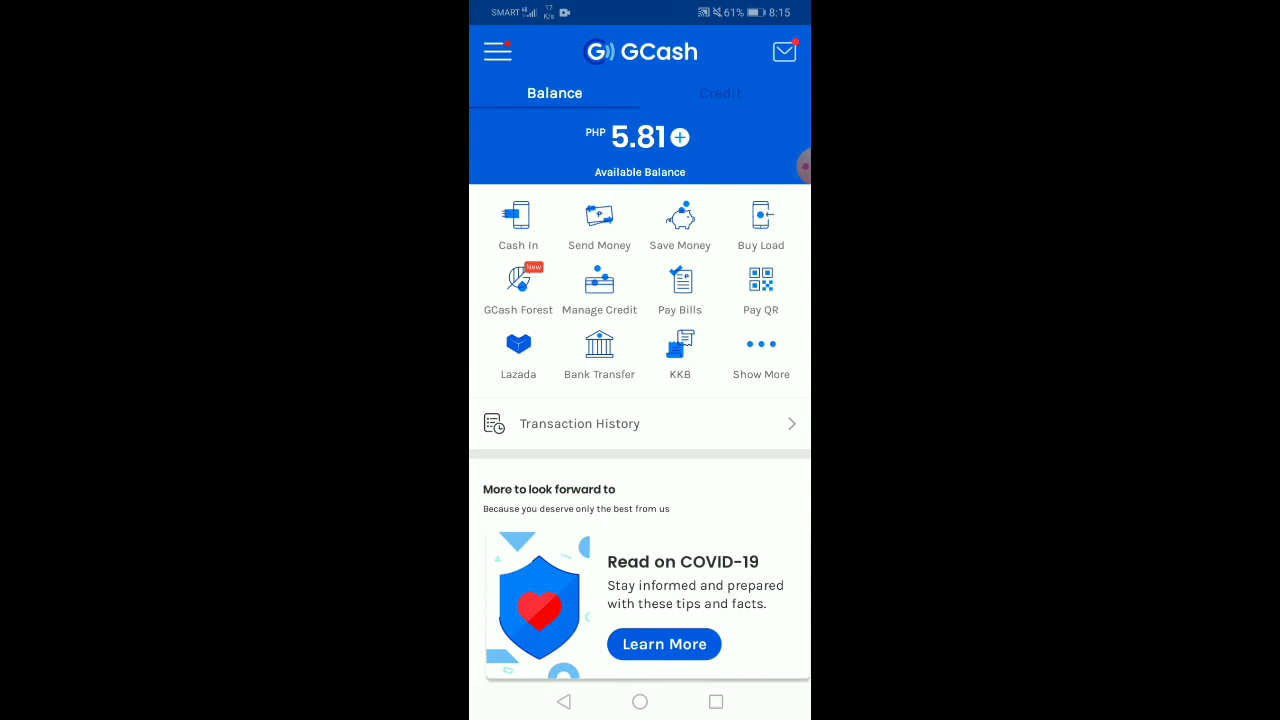 SMART 4G 17 K/s 61% 8:15
GCash
Balance Credit
PHP 5.81
Available Balance
Cash In Send Money Save Money Buy Load
New
GCash Forest Manage Credit Pay Bills Pay QR
Lazada Bank Transfer KKB Show More
Transaction History
More to look forward to
Because you deserve only the best from us
Read on COVID-19
Stay informed and prepared
with these tips and facts.
Learn More